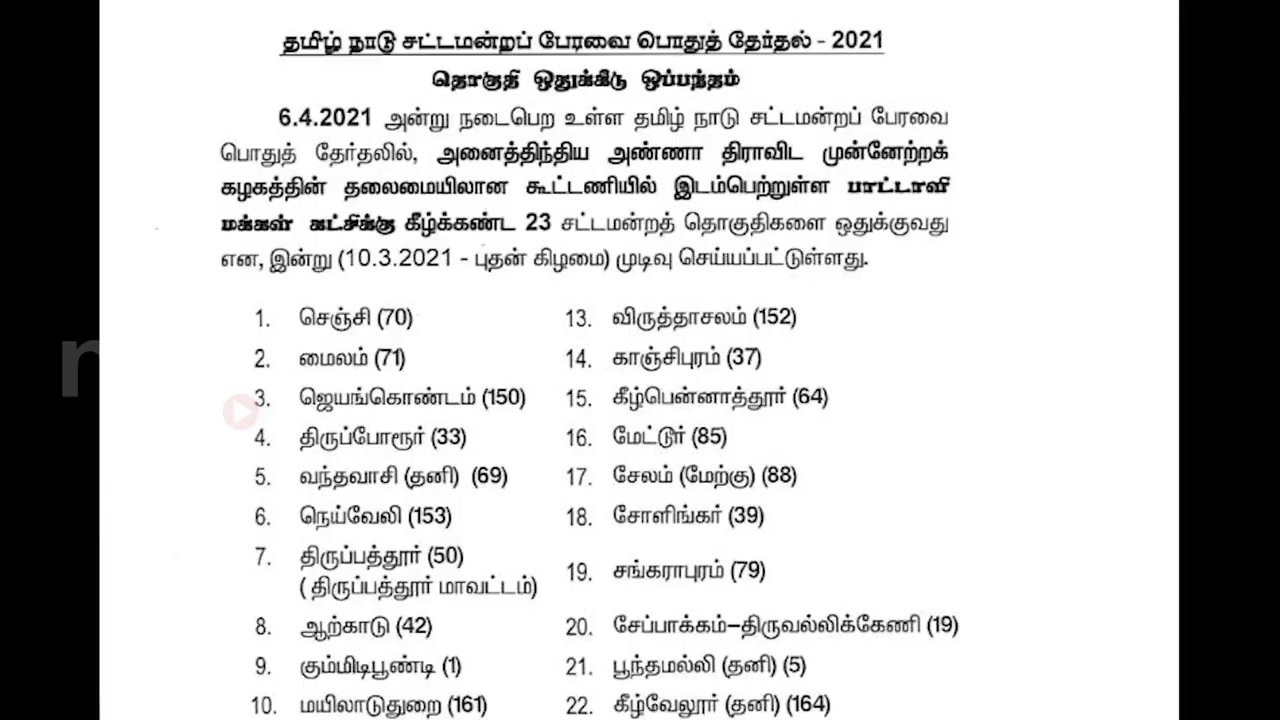 தமிழ் நாடு சட்டமன்றப் பேரவை பொதுத் தேர்தல் - 2021
தொகுதி ஒதுக்கீடு ஒப்பந்தம்
6.4.2021 அன்று நடைபெற உள்ள தமிழ் நாடு சட்டமன்றப் பேரவை
பொதுத் தேர்தலில், அனைத்திந்திய அண்ணா திராவிட முன்னேற்றக்
கழகத்தின் தலைமையிலான கூட்டணியில் இடம்பெற்றுள்ள பாட்டாளி
மக்கள் கட்சிக்கு கீழ்க்கண்ட 23 சட்டமன்றத் தொகுதிகளை ஒதுக்குவது
என, இன்று (10.3.2021 - புதன் கிழமை) முடிவு செய்யப்பட்டுள்ளது.
1. செஞ்சி (70)
2. மைலம் (71)
3. ஜெயங்கொண்டம் (150)
4. திருப்போரூர் (33)
5. வந்தவாசி (தனி) (69)
6. நெய்வேலி (153)
7. திருப்பத்தூர் (50)
( திருப்பத்தூர் மாவட்டம்)
8. ஆற்காடு (42)
9. கும்மிடிபூண்டி (1)
10. மயிலாடுதுறை (161)
13. விருத்தாசலம் (152)
14. காஞ்சிபுரம் (37)
15. கீழ்பென்னாத்தூர் (64)
16. மேட்டூர் (85)
17. சேலம் (மேற்கு) (88)
18. சோளிங்கர் (39)
19. சங்கராபுரம் (79)
20. சேப்பாக்கம்–திருவல்லிக்கேணி (19)
21. பூந்தமல்லி (தனி) (5)
22. கீழ்வேலூர் (தனி) (164)